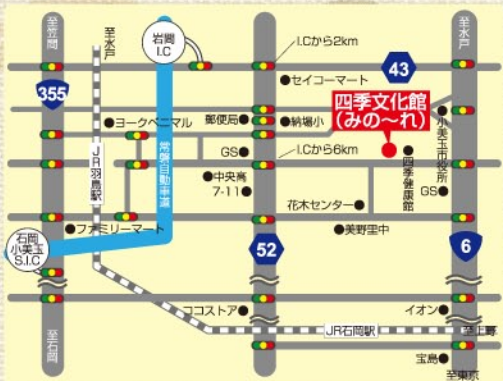 至笠間
至水戸
岩間
I.C
I.Cから2km
至水戸
43
355
セイコーマート
四季文化館
(みの〜れ)
ヨークベニマル
郵便局
納場小
小美玉市役所
JR羽鳥駅
常磐自動車道
GS
I.Cから6km
四季健康館
中央高
7-11
GS
花木センター
ファミリーマート
美野里中
石岡
小美玉
S.I.C
52
6
ココストア
イオン
至石岡
JR石岡駅
至上野
宝島
至東京